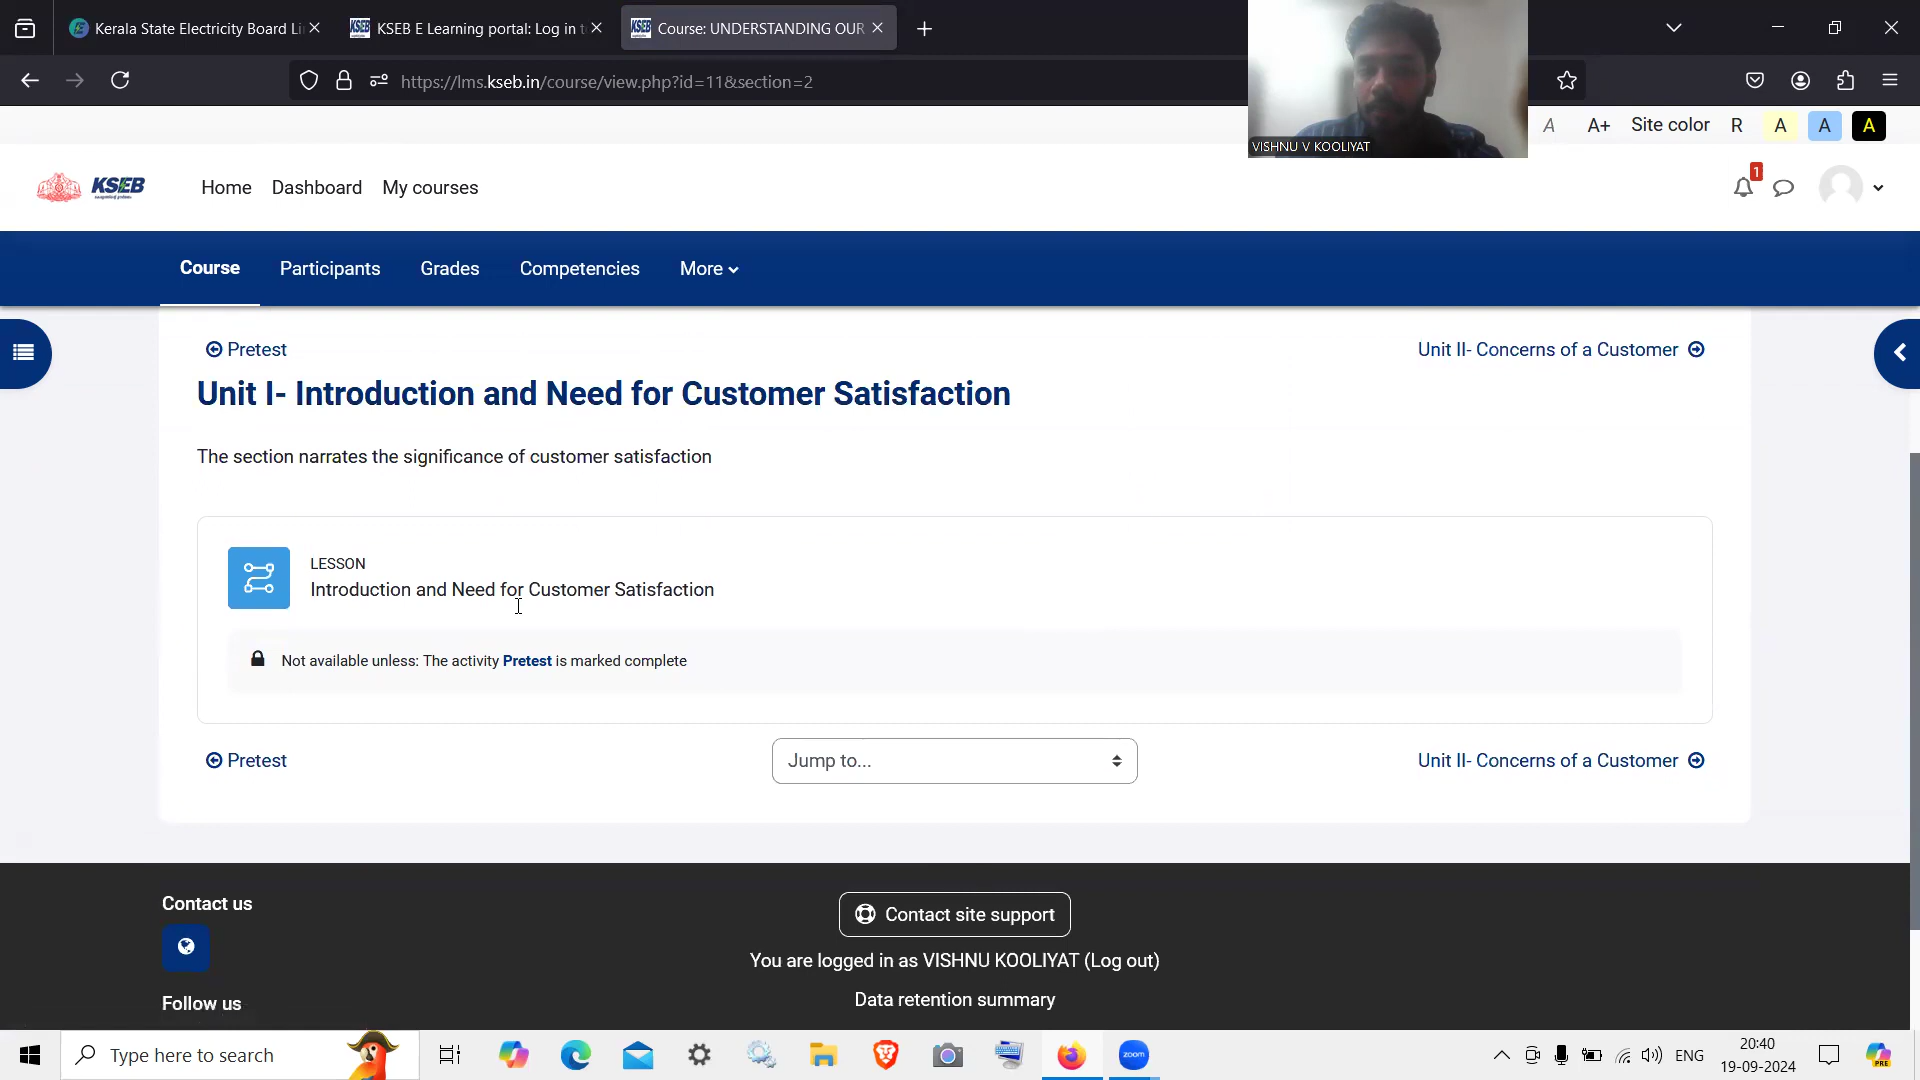 Kerala State Electricity Board Li
KSEB E Learning portal: Log in t
Course: UNDERSTANDING OUR
https://lms.kseb.in/course/view.php?id=11&section=2
VISHNU V KOOLIYAT
A A+ Site color R A A A
KSEB
Home Dashboard My courses
1
Course Participants Grades Competencies More
Pretest
Unit II- Concerns of a Customer
Unit I- Introduction and Need for Customer Satisfaction
The section narrates the significance of customer satisfaction
LESSON
Introduction and Need for Customer Satisfaction
Not available unless: The activity Pretest is marked complete
Pretest
Jump to...
Unit II- Concerns of a Customer
Contact us
Contact site support
You are logged in as VISHNU KOOLIYAT (Log out)
Data retention summary
Follow us
Type here to search
zoom
ENG
20:40
19-09-2024
PRE